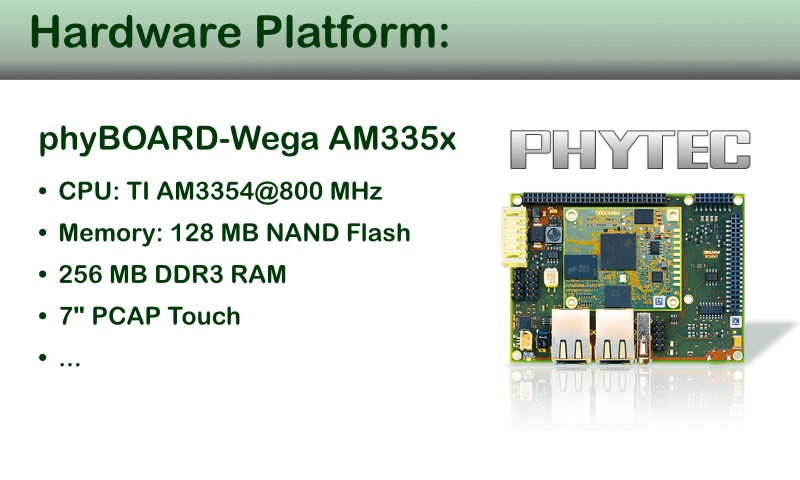 Hardware Platform:
phyBOARD-Wega AM335x
• CPU: TI AM3354@800 MHz
• Memory: 128 MB NAND Flash
• 256 MB DDR3 RAM
• 7" PCAP Touch
• ...
PHYTEC